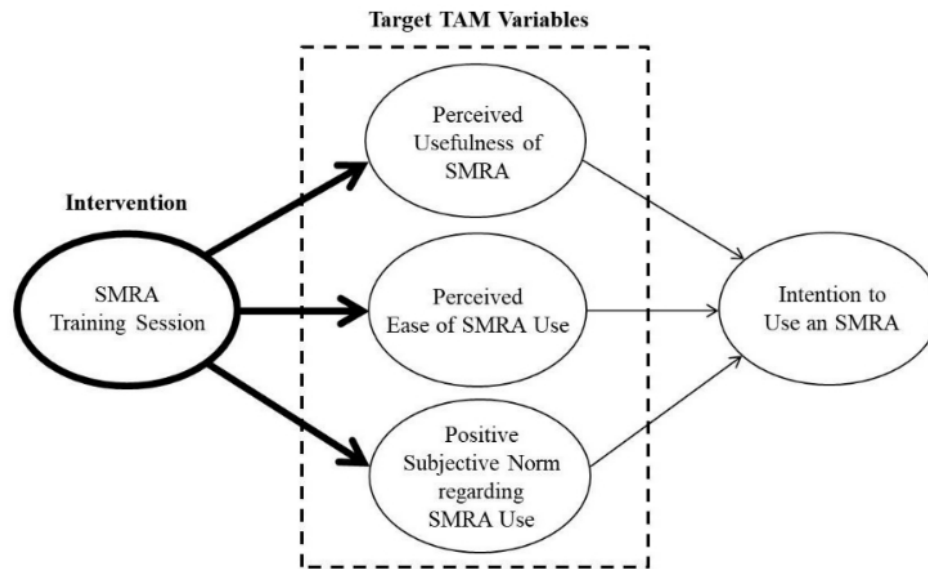 Target TAM Variables
Perceived
Usefulness of
SMRA
Intervention
SMRA
Training Session
Perceived
Ease of SMRA Use
Intention to
Use an SMRA
Positive
Subjective Norm
regarding
SMRA Use